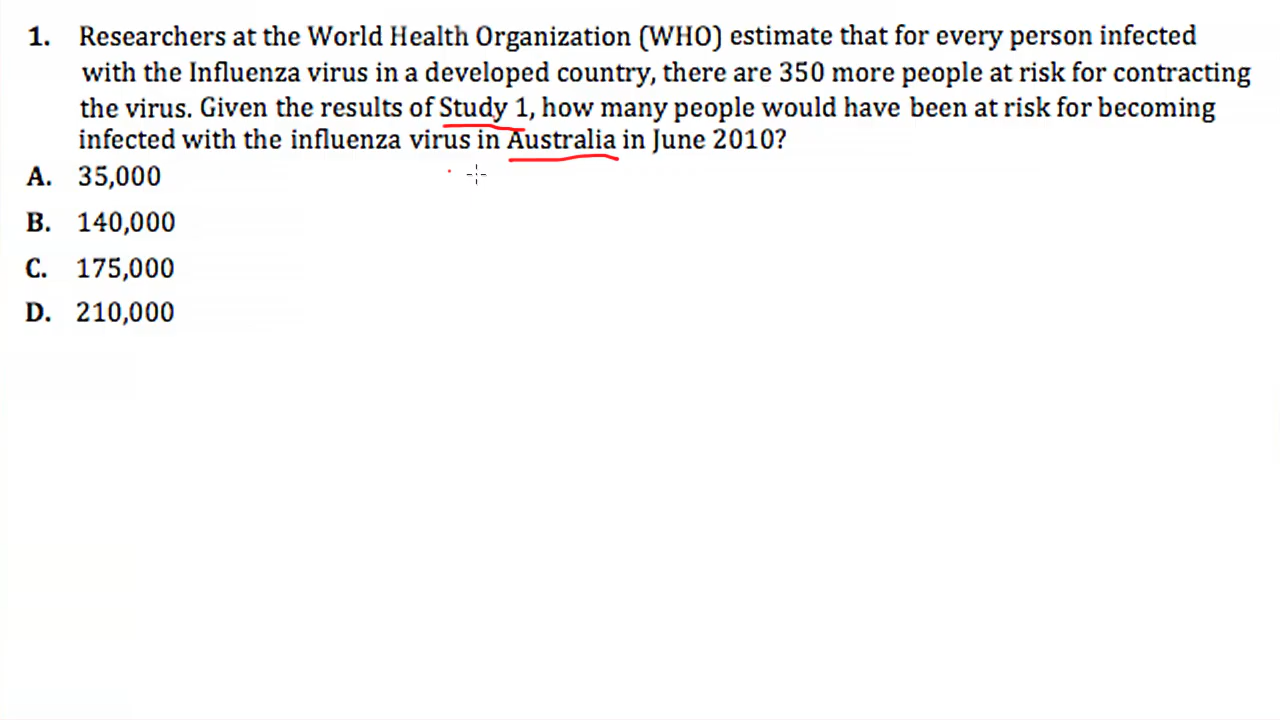 1. Researchers at the World Health Organization (WHO) estimate that for every person infected
with the Influenza virus in a developed country, there are 350 more people at risk for contracting
the virus. Given the results of Study 1, how many people would have been at risk for becoming
infected with the influenza virus in Australia in June 2010?
A. 35,000
B. 140,000
C. 175,000
D. 210,000